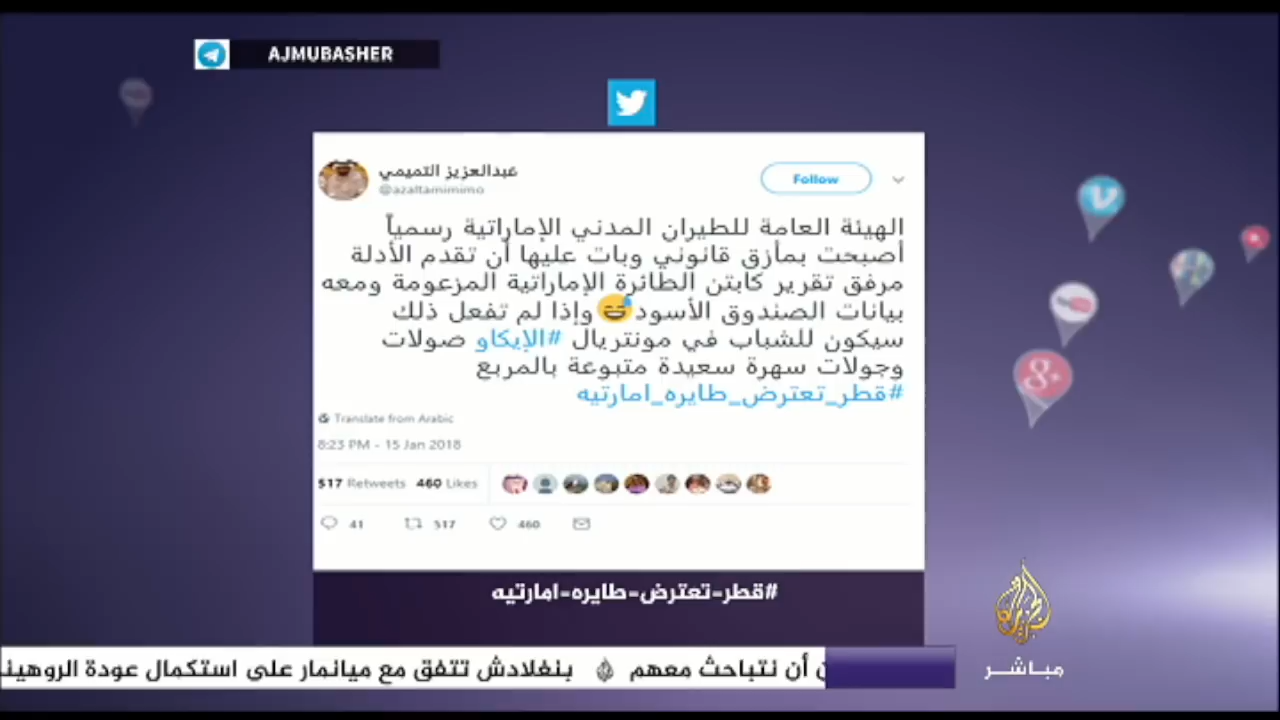 AJMUBASHER
عبدالعزيز التميمي
@azaltamimimo
Follow
الهيئة العامة للطيران المدني الإماراتية رسمياً
أصبحت بمأزق قانوني وبات عليها أن تقدم الأدلة
مرفق تقرير كابتن الطائرة الإماراتية المزعومة ومعه
بيانات الصندوق الأسود😅وإذا لم تفعل ذلك
سيكون للشباب في مونتريال #الإيكاو صولات
وجولات سهرة سعيدة متبوعة بالمربع
#قطر_تعترض_طايره_امارتيه
Translate from Arabic
8:23 PM - 15 Jan 2018
517 Retweets 460 Likes
41 517 460
#قطر-تعترض-طايره-امارتيه
الجزيرة
مباشر
ن أن نتباحث معهم بنغلادش تتفق مع ميانمار على استكمال عودة الروهينـ